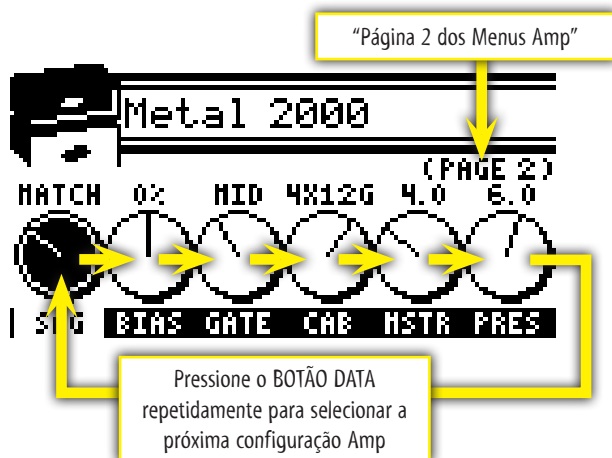 “Página 2 dos Menus Amp”
Metal 2000
(PAGE 2)
MATCH 0% MID 4X12G 4.0 6.0
SAG BIAS GATE CAB MSTR PRES
Pressione o BOTÃO DATA
repetidamente para selecionar a
próxima configuração Amp